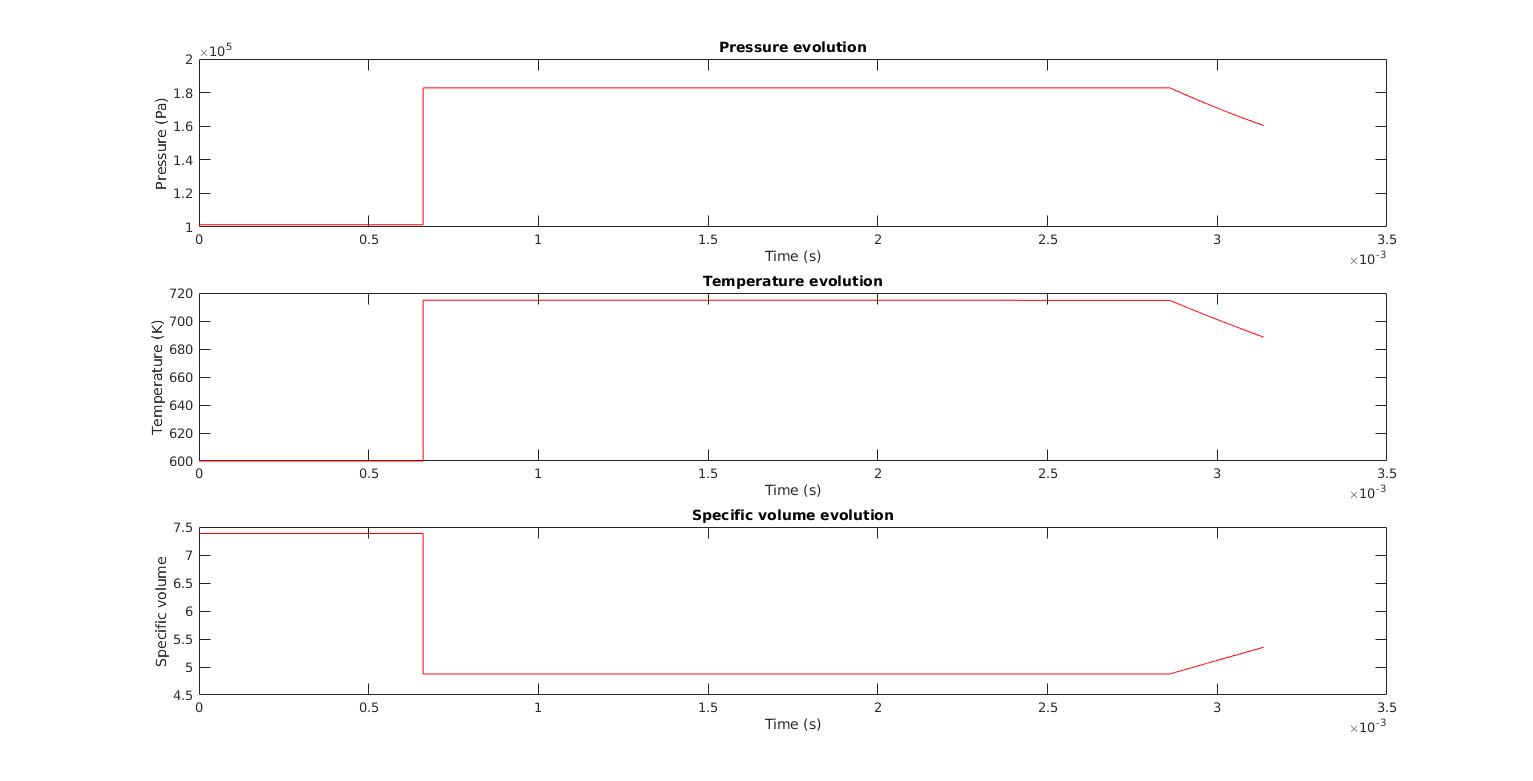 Pressure evolution
×10^5
2
1.8
1.6
1.4
1.2
1
Pressure (Pa)
0 0.5 1 1.5 2 2.5 3 3.5
Time (s)
×10^-3
Temperature evolution
720
700
680
660
640
620
600
Temperature (K)
0 0.5 1 1.5 2 2.5 3 3.5
Time (s)
×10^-3
Specific volume evolution
7.5
7
6.5
6
5.5
5
4.5
Specific volume
0 0.5 1 1.5 2 2.5 3 3.5
Time (s)
×10^-3